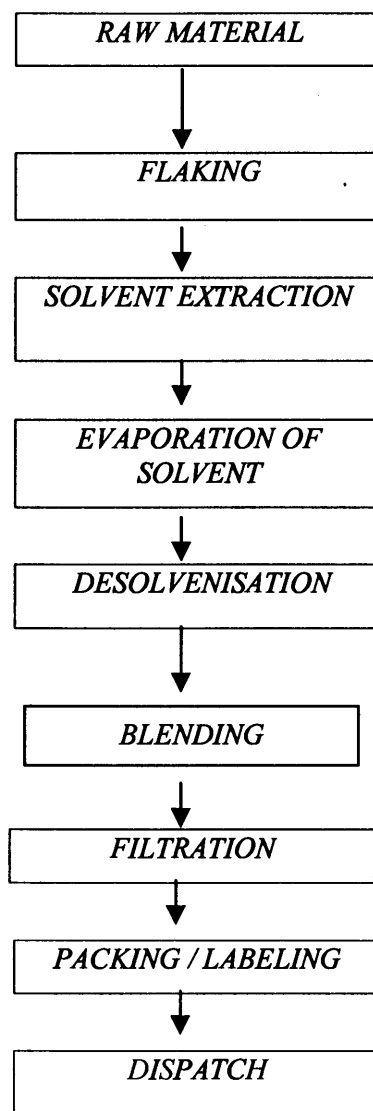 RAW MATERIAL
FLAKING
SOLVENT EXTRACTION
EVAPORATION OF
SOLVENT
DESOLVENISATION
BLENDING
FILTRATION
PACKING / LABELING
DISPATCH